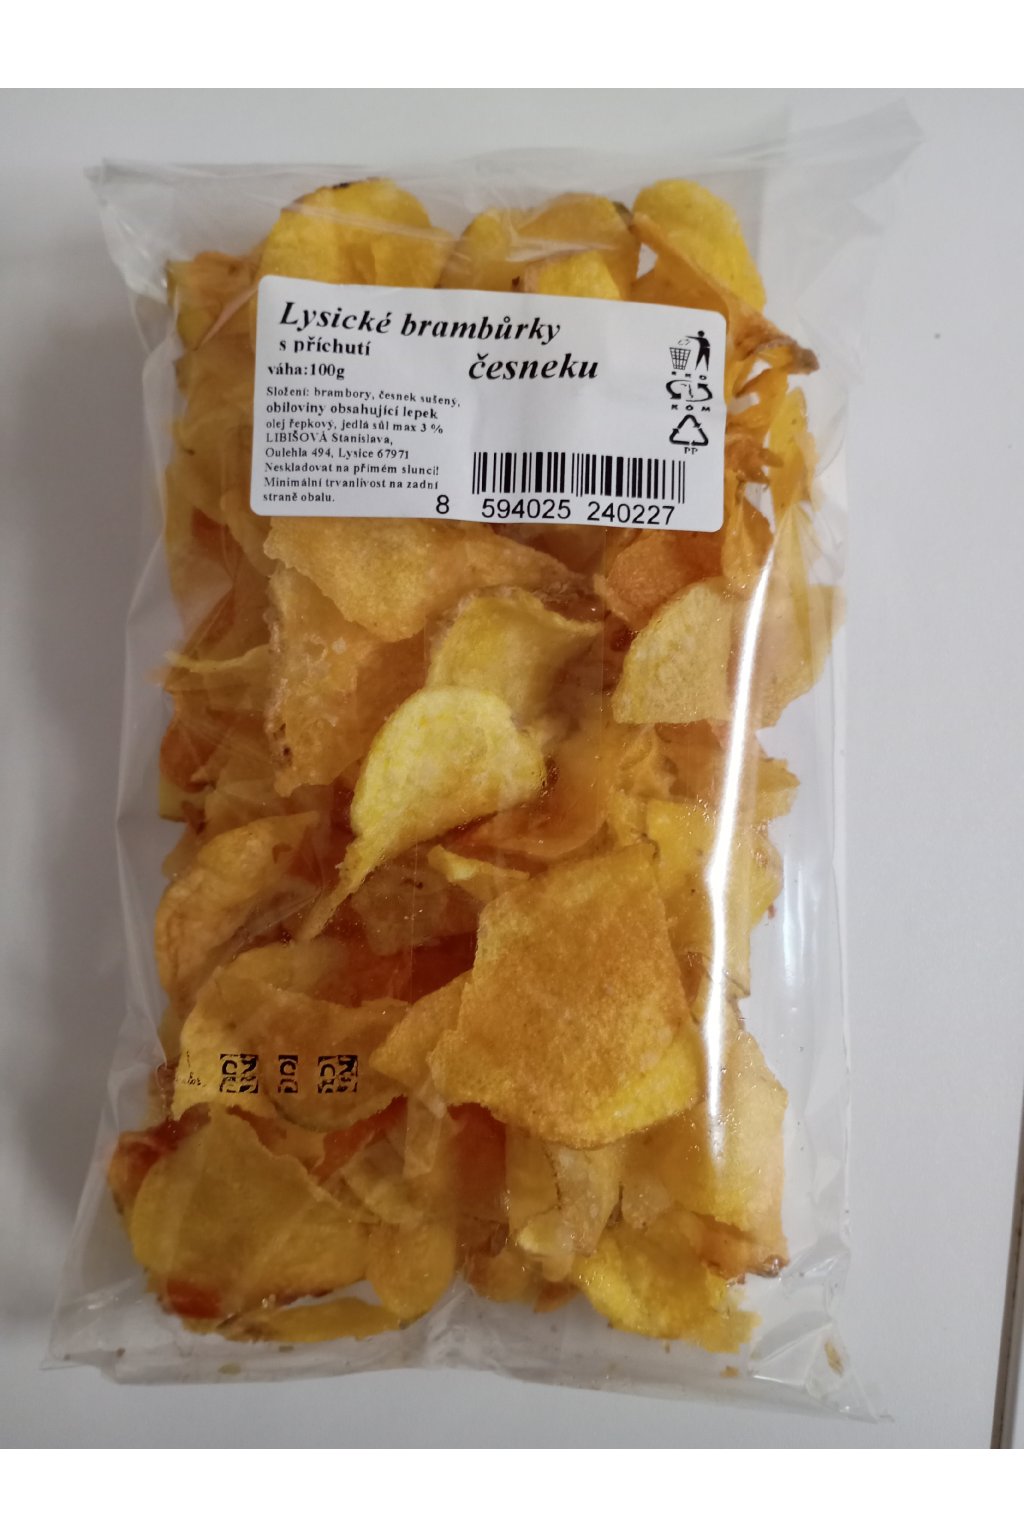 Lysické brambůrky
s příchutí
česneku
váha:100g
Složení: brambory, česnek sušený,
obiloviny obsahující lepek
olej řepkový, jedlá sůl max 3 %
LIBIŠOVÁ Stanislava,
Oulehla 494, Lysice 67971
Neskladovat na přímém slunci!
Minimální trvanlivost na zadní
straně obalu.
EKO
KOM
PP
8 594025 240227